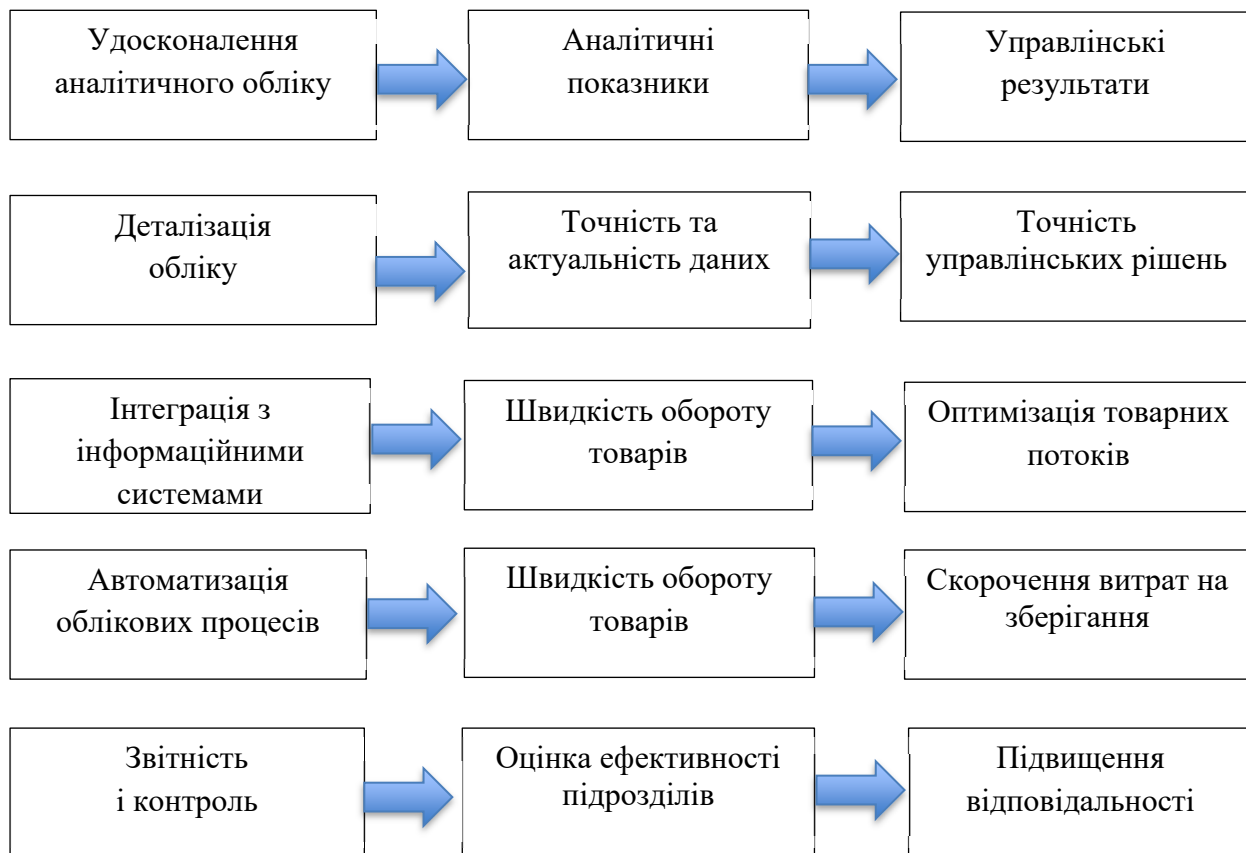 Удосконалення
аналітичного обліку
Аналітичні
показники
Управлінські
результати
Деталізація
обліку
Точність та
актуальність даних
Точність
управлінських рішень
Інтеграція з
інформаційними
системами
Швидкість обороту
товарів
Оптимізація товарних
потоків
Автоматизація
облікових процесів
Швидкість обороту
товарів
Скорочення витрат на
зберігання
Звітність
і контроль
Оцінка ефективності
підрозділів
Підвищення
відповідальності